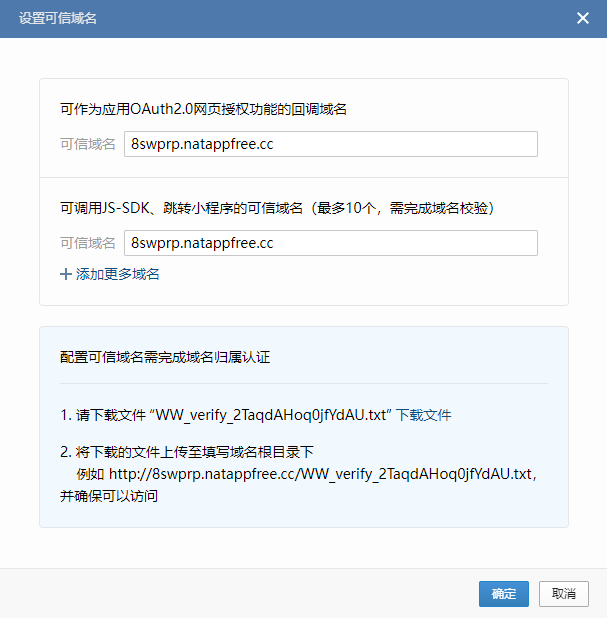 设置可信域名
可作为应用OAuth2.0网页授权功能的回调域名
可信域名 8swprp.natappfree.cc
可调用JS-SDK、跳转小程序的可信域名（最多10个，需完成域名校验）
可信域名 8swprp.natappfree.cc
+ 添加更多域名
配置可信域名需完成域名归属认证
1. 请下载文件 “WW_verify_2TaqdAHoq0jfYdAU.txt” 下载文件
2. 将下载的文件上传至填写域名根目录下
例如 http://8swprp.natappfree.cc/WW_verify_2TaqdAHoq0jfYdAU.txt，
并确保可以访问
确定 取消